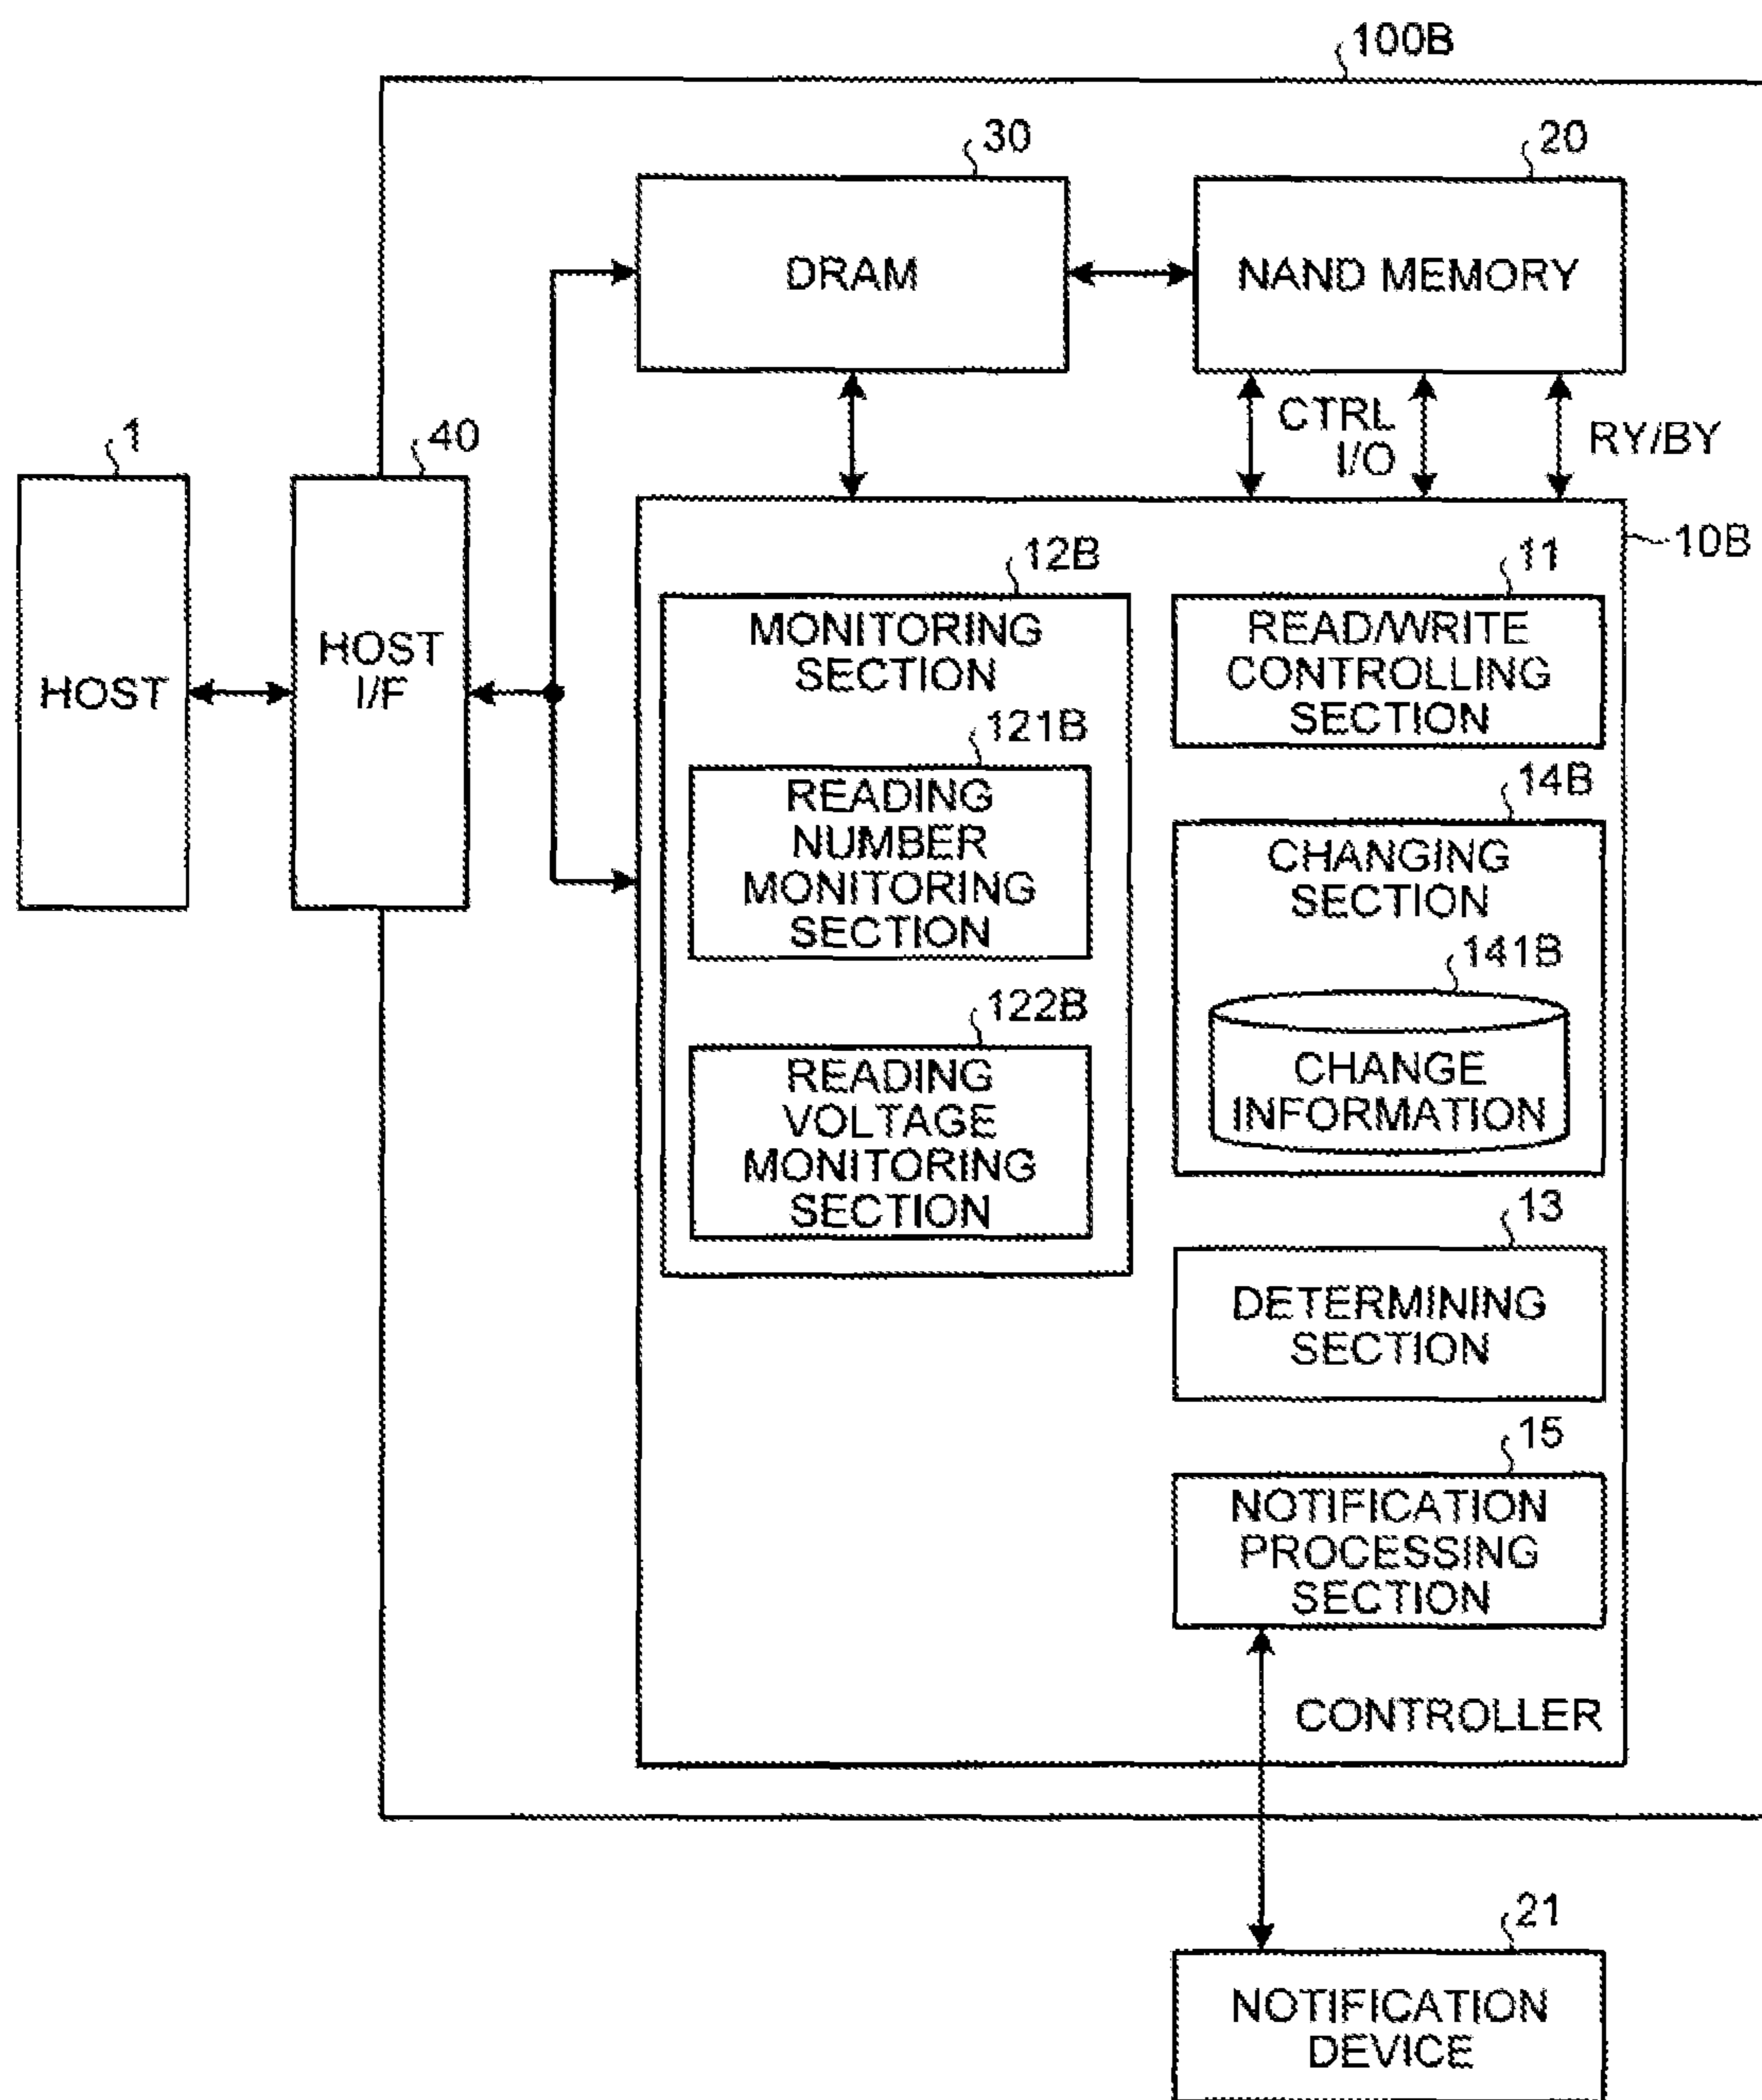 100B
30
20
DRAM
NAND MEMORY
1
40
CTRL
I/O
RY/BY
HOST
HOST
I/F
10B
12B
MONITORING
SECTION
11
READ/WRITE
CONTROLLING
SECTION
121B
READING
NUMBER
MONITORING
SECTION
14B
CHANGING
SECTION
141B
CHANGE
INFORMATION
122B
READING
VOLTAGE
MONITORING
SECTION
13
DETERMINING
SECTION
15
NOTIFICATION
PROCESSING
SECTION
CONTROLLER
21
NOTIFICATION
DEVICE